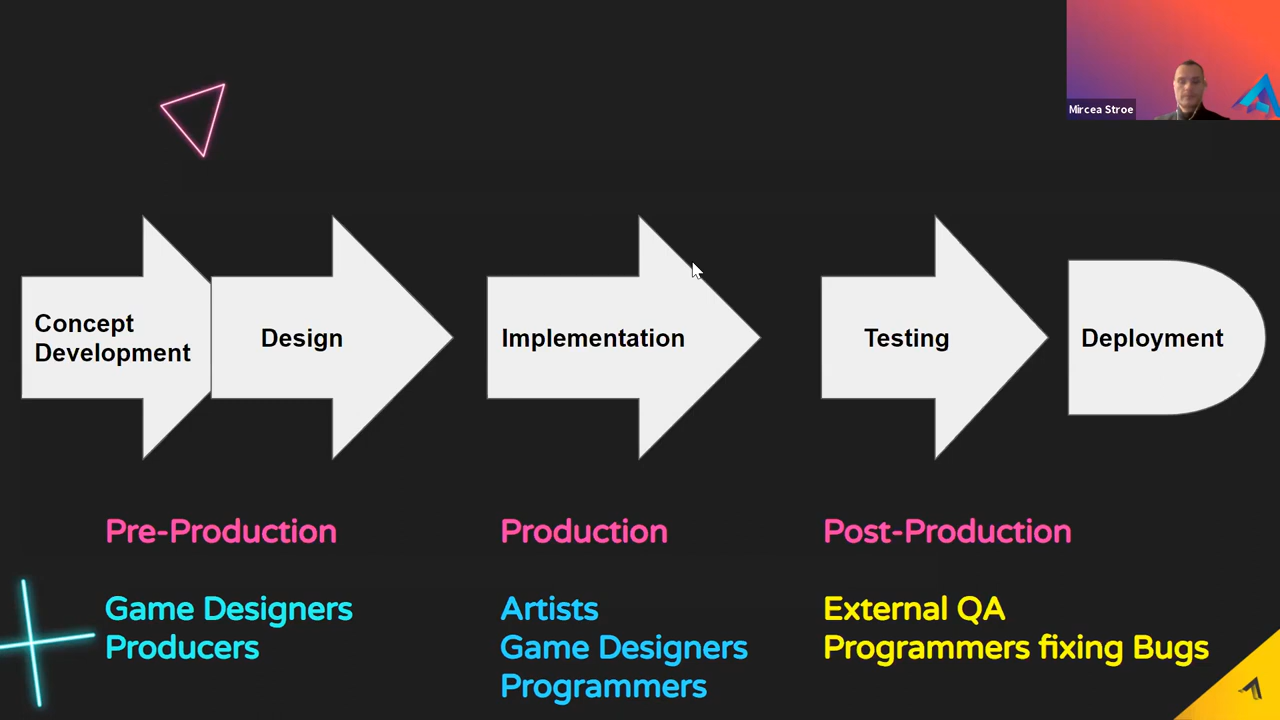 Mircea Stroe
Concept
Development
Design
Implementation
Testing
Deployment
Pre-Production
Production
Post-Production
Game Designers
Producers
Artists
Game Designers
Programmers
External QA
Programmers fixing Bugs